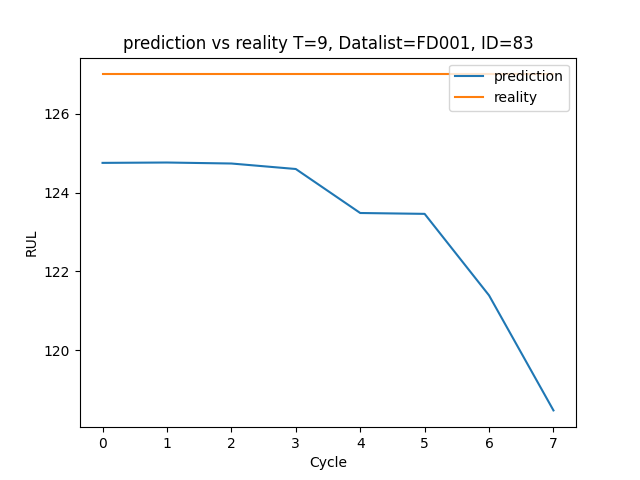 prediction vs reality T=9, Datalist=FD001, ID=83
prediction
reality
126
124
122
120
RUL
0 1 2 3 4 5 6 7
Cycle